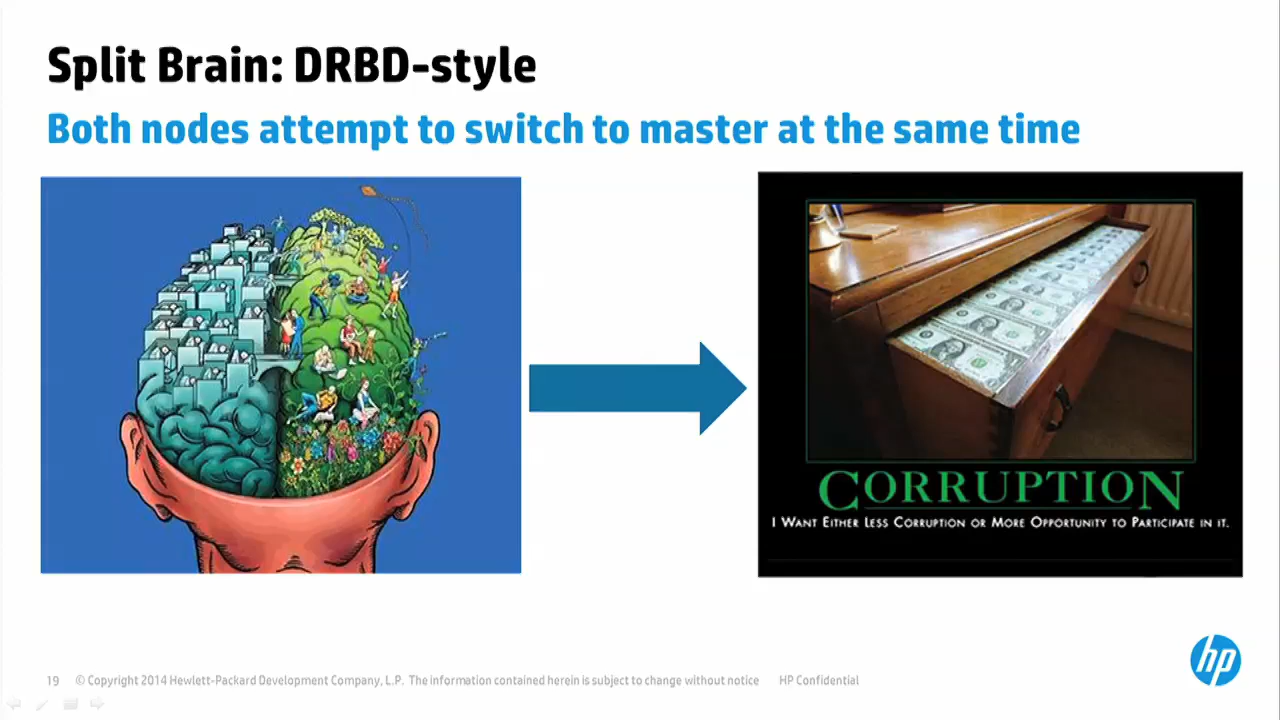 Split Brain: DRBD-style
Both nodes attempt to switch to master at the same time
CORRUPTION
I WANT EITHER LESS CORRUPTION OR MORE OPPORTUNITY TO PARTICIPATE IN IT.
hp
19 © Copyright 2014 Hewlett-Packard Development Company, L.P. The information contained herein is subject to change without notice HP Confidential